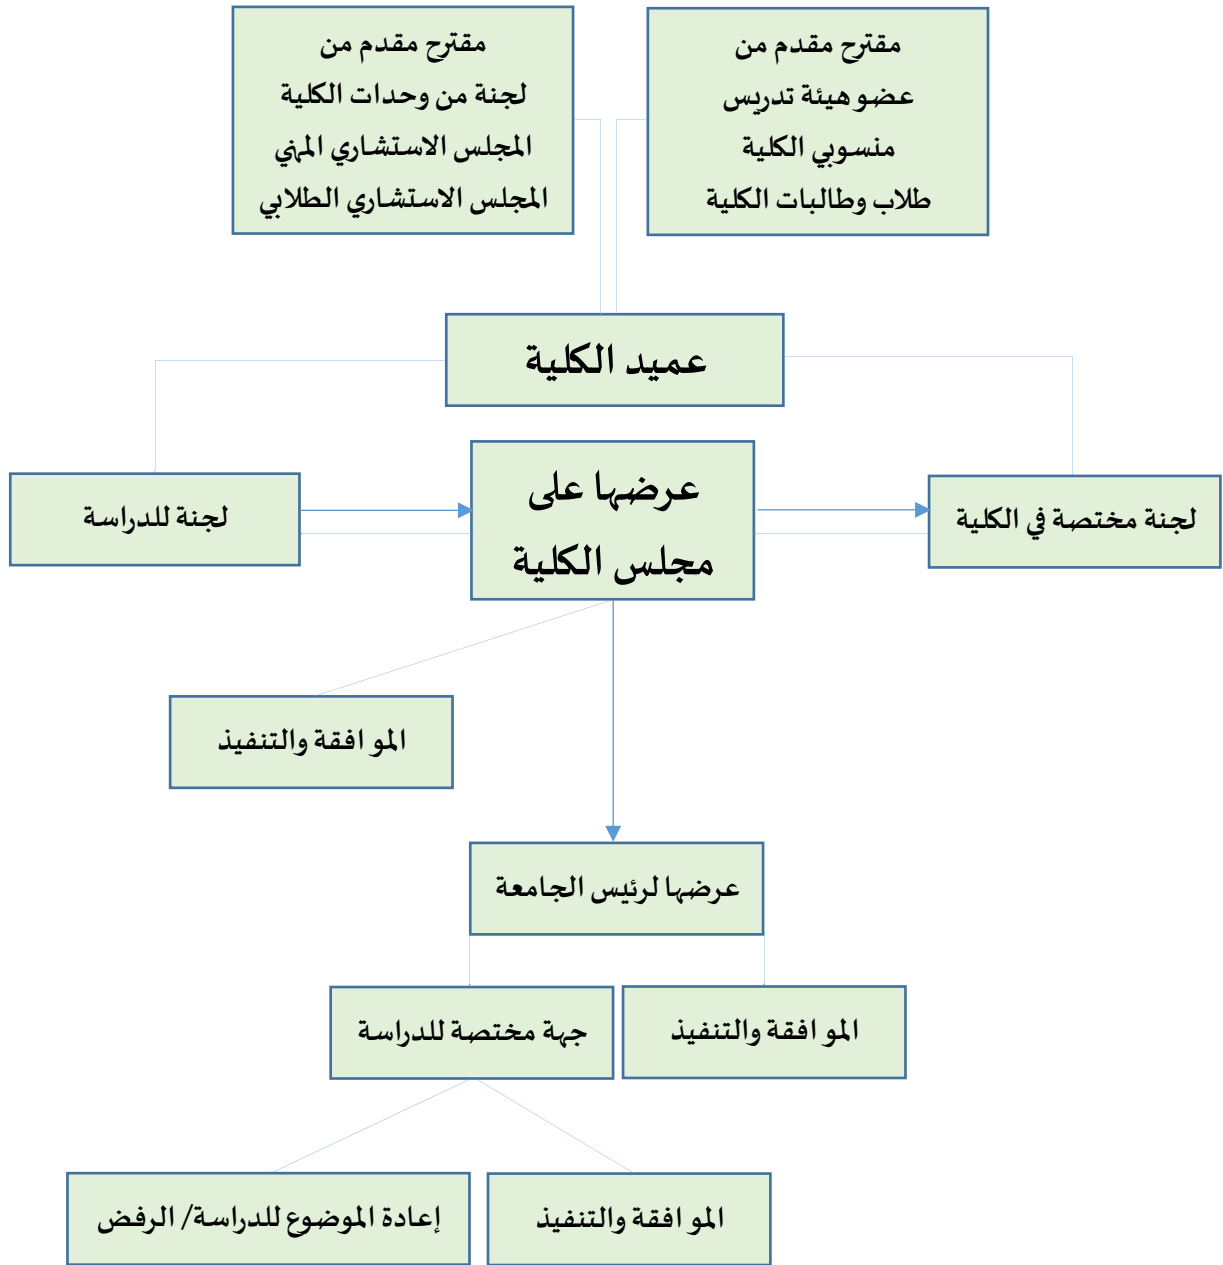 مقترح مقدم من
عضو هيئة تدريس
منسوبي الكلية
طلاب وطالبات الكلية
مقترح مقدم من
لجنة من وحدات الكلية
المجلس الاستشاري المهني
المجلس الاستشاري الطلابي
عميد الكلية
لجنة مختصة في الكلية
عرضها على
مجلس الكلية
لجنة للدراسة
الموافقة والتنفيذ
عرضها لرئيس الجامعة
الموافقة والتنفيذ
جهة مختصة للدراسة
الموافقة والتنفيذ
إعادة الموضوع للدراسة/ الرفض